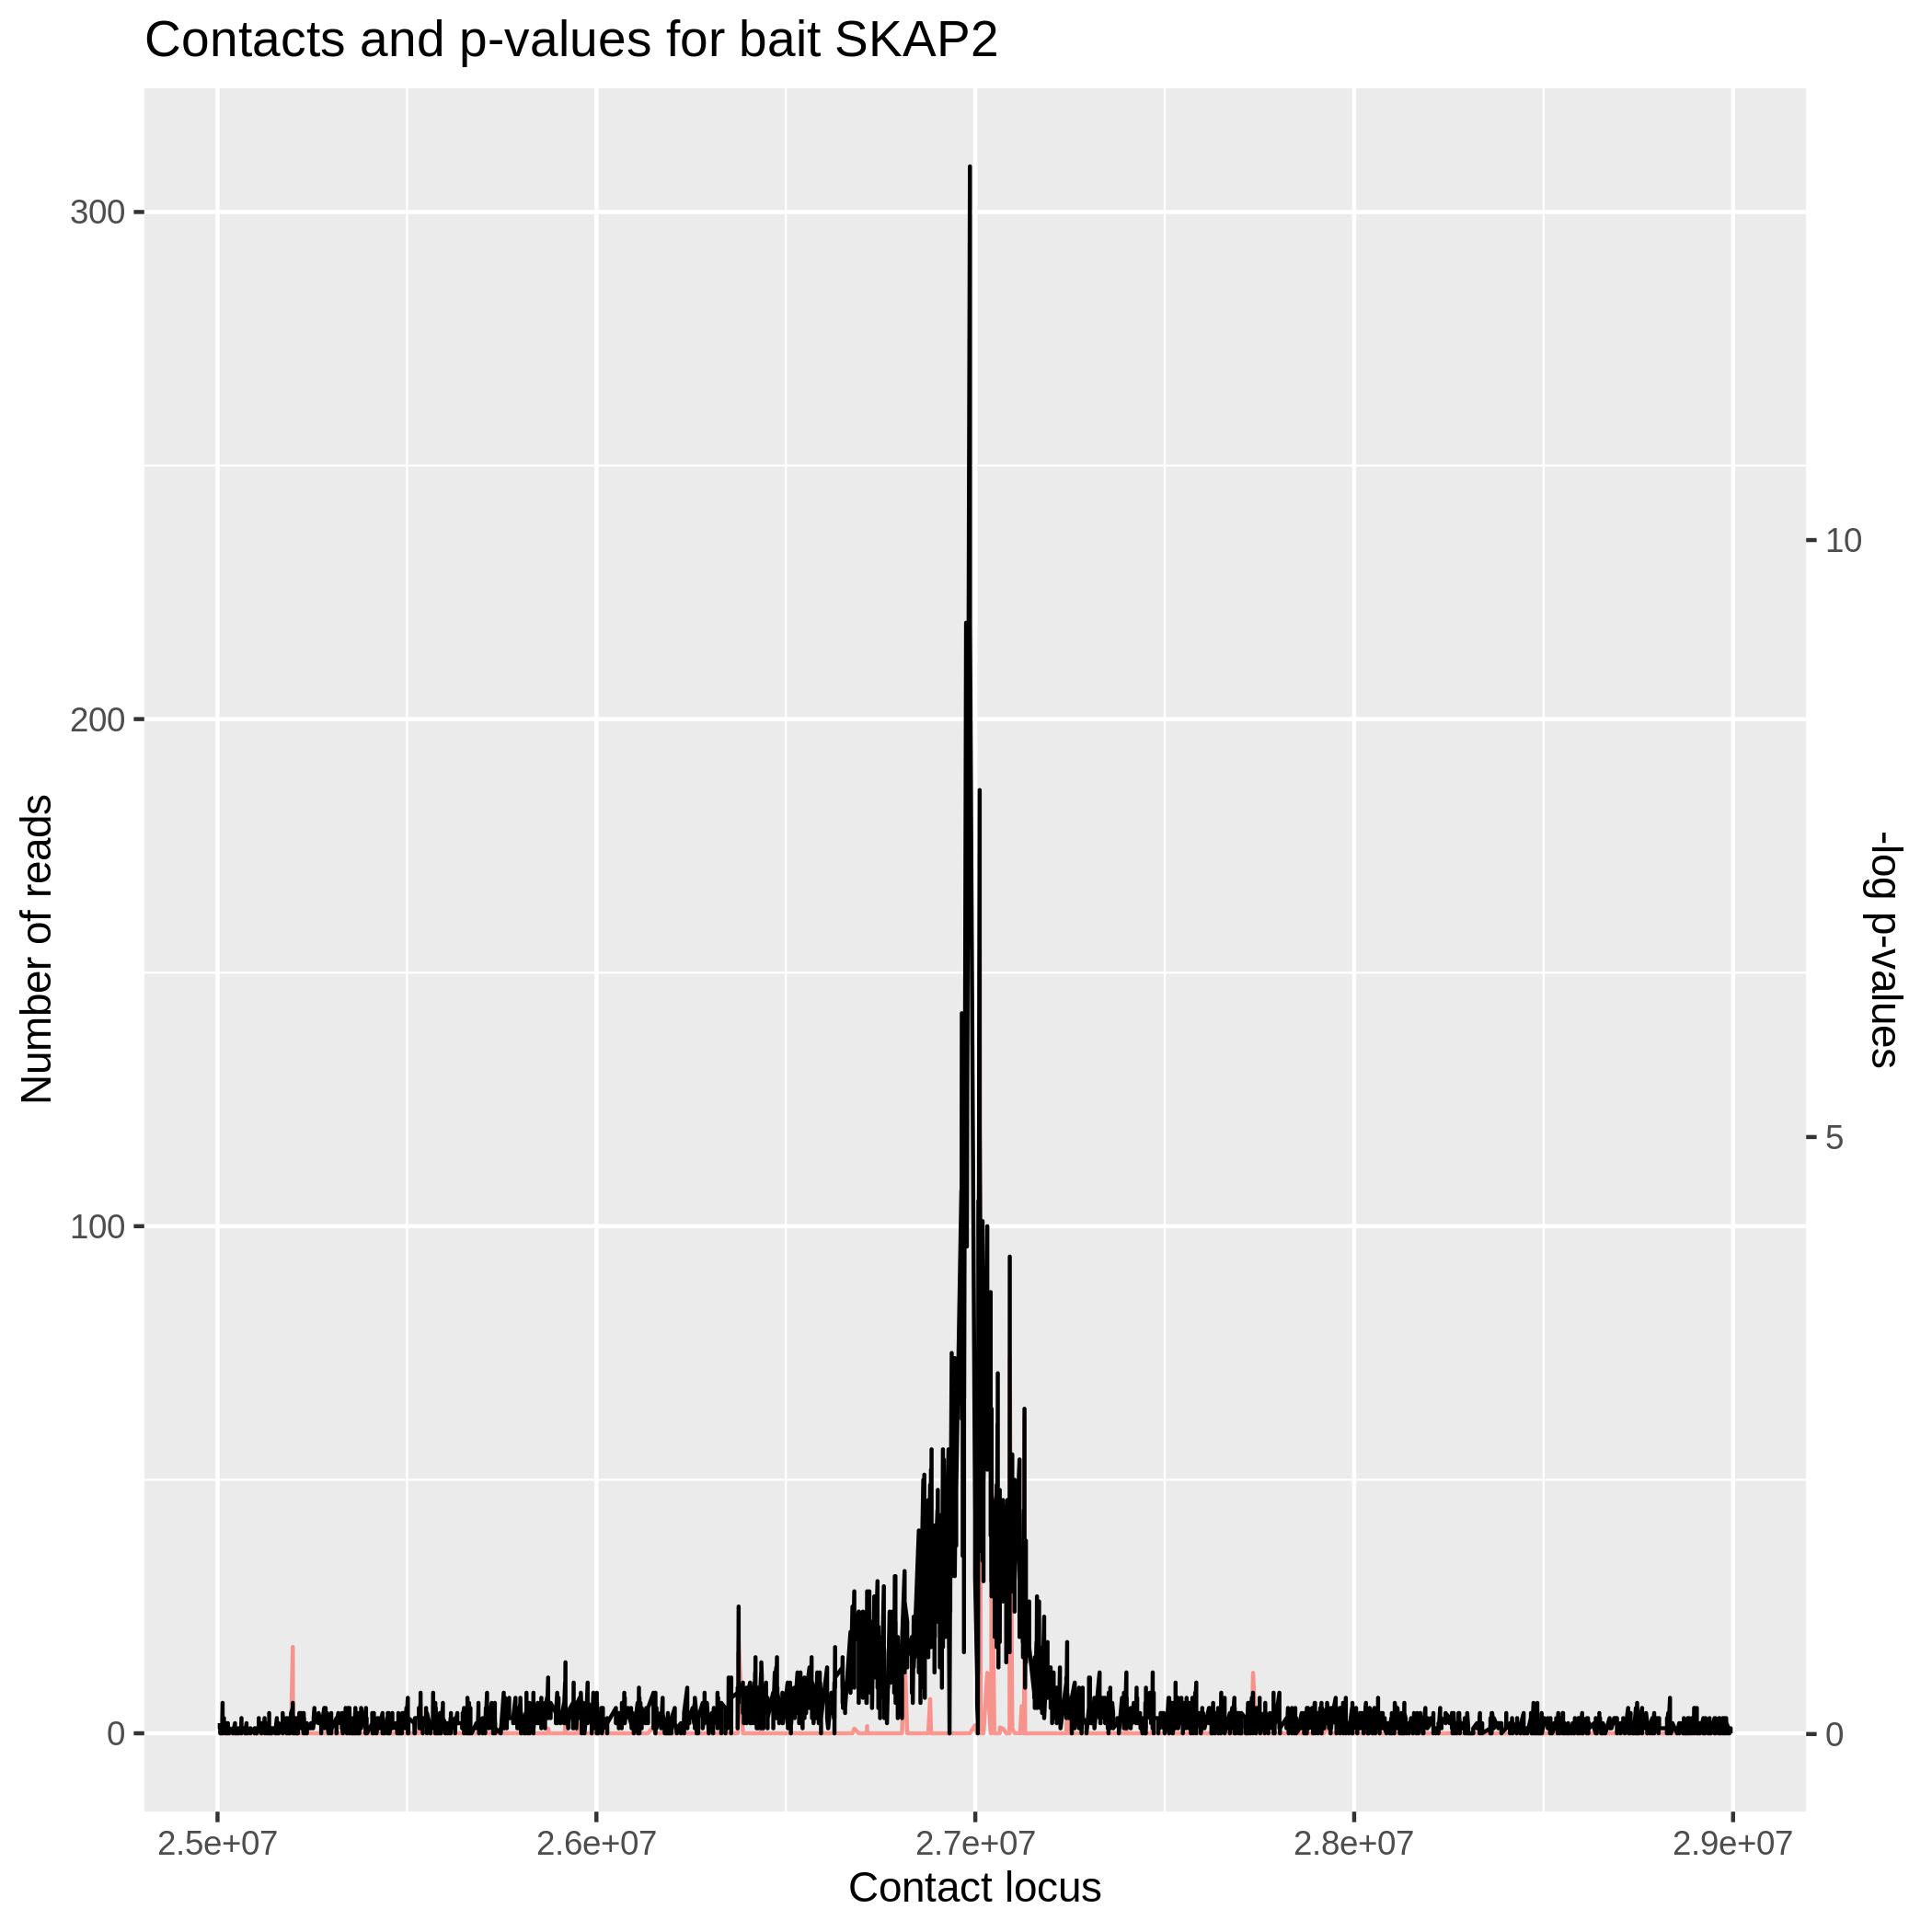 Contacts and p-values for bait SKAP2
300
200
100
0
Number of reads
10
5
0
-log p-values
2.5e+07
2.6e+07
2.7e+07
2.8e+07
2.9e+07
Contact locus